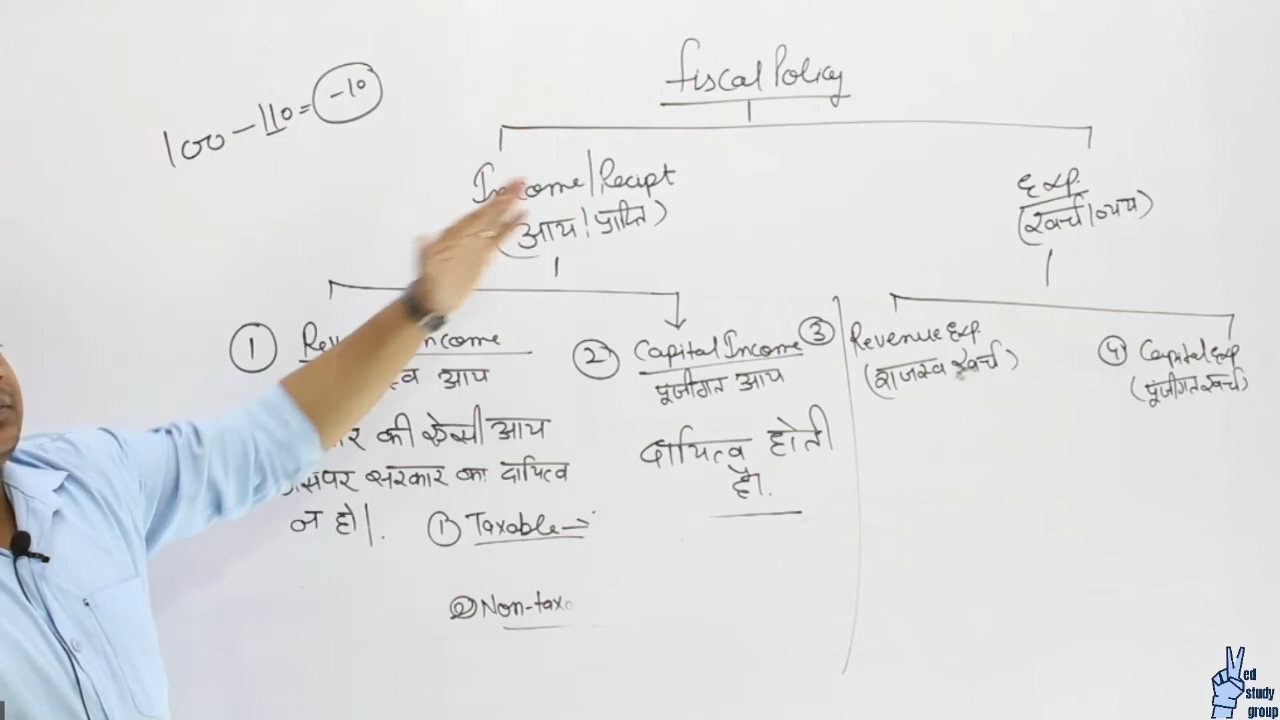 fiscal Policy
100 - 110 = -10
Income/Recipt
(आय/प्राप्ति)
Exp.
(खर्च/व्यय)
① Income
आय
② Capital Income
पूंजीगत आय
③ Revenue Exp.
(राजस्व खर्च)
④ Capital Exp
(पूंजीगत खर्च)
की ऐसी आय
सरकार का दायित्व
न हो|.
① Taxable →
② Non-tax
दायित्व होती
है.
ed
study
group